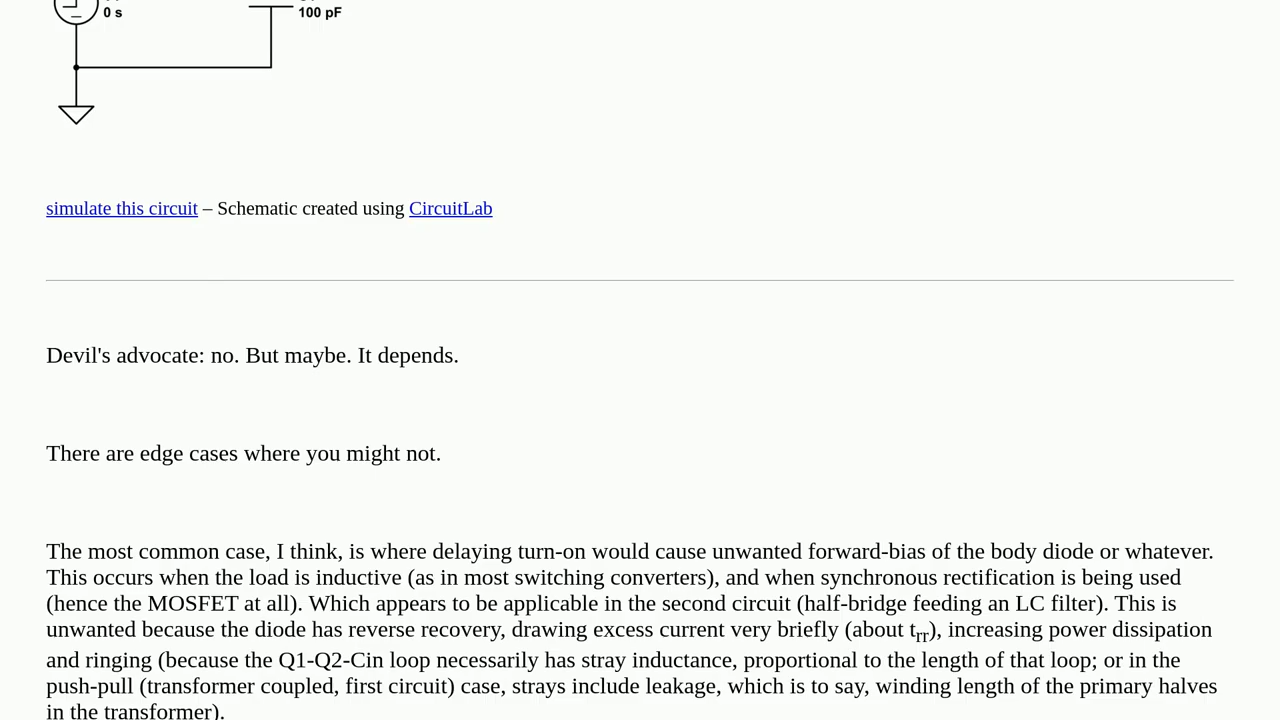 0 s
100 pF
simulate this circuit – Schematic created using CircuitLab
Devil's advocate: no. But maybe. It depends.
There are edge cases where you might not.
The most common case, I think, is where delaying turn-on would cause unwanted forward-bias of the body diode or whatever.
This occurs when the load is inductive (as in most switching converters), and when synchronous rectification is being used
(hence the MOSFET at all). Which appears to be applicable in the second circuit (half-bridge feeding an LC filter). This is
unwanted because the diode has reverse recovery, drawing excess current very briefly (about trr), increasing power dissipation
and ringing (because the Q1-Q2-Cin loop necessarily has stray inductance, proportional to the length of that loop; or in the
push-pull (transformer coupled, first circuit) case, strays include leakage, which is to say, winding length of the primary halves
in the transformer).